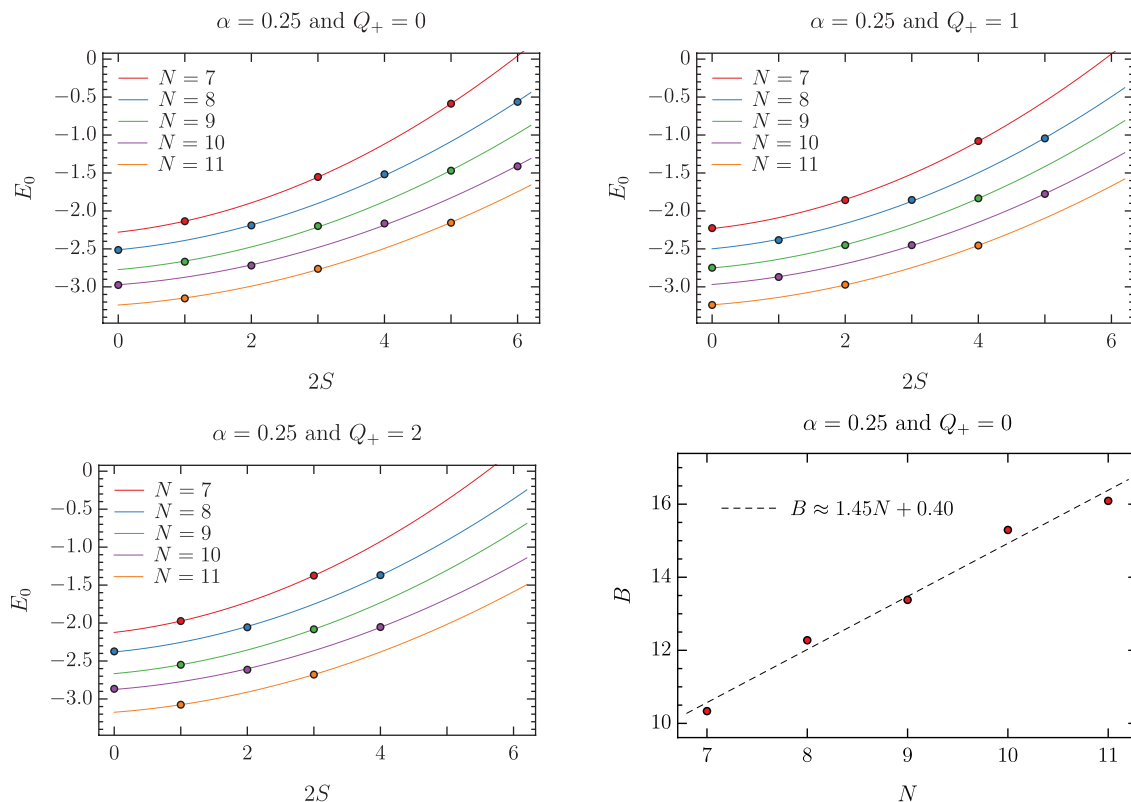 α = 0.25 and Q₊ = 0
0
−0.5
−1.0
−1.5
−2.0
−2.5
−3.0
E₀
N = 7
N = 8
N = 9
N = 10
N = 11
0 2 4 6
2S
α = 0.25 and Q₊ = 1
0
−0.5
−1.0
−1.5
−2.0
−2.5
−3.0
E₀
N = 7
N = 8
N = 9
N = 10
N = 11
0 2 4 6
2S
α = 0.25 and Q₊ = 2
0
−0.5
−1.0
−1.5
−2.0
−2.5
−3.0
E₀
N = 7
N = 8
N = 9
N = 10
N = 11
0 2 4 6
2S
α = 0.25 and Q₊ = 0
16
14
12
10
B
B ≈ 1.45N + 0.40
7 8 9 10 11
N